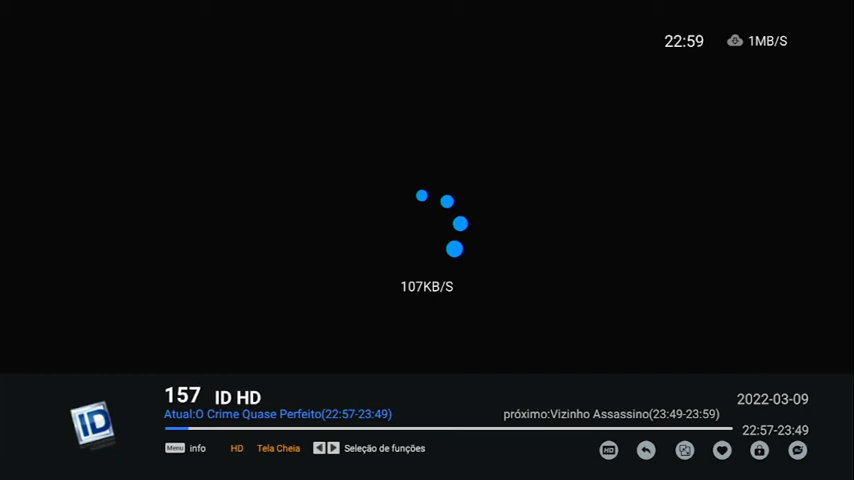 22:59 1MB/S
107KB/S
157 ID HD
2022-03-09
Atual:O Crime Quase Perfeito(22:57-23:49) próximo:Vizinho Assassino(23:49-23:59)
22:57-23:49
ID
Menu info HD Tela Cheia Seleção de funções
HD